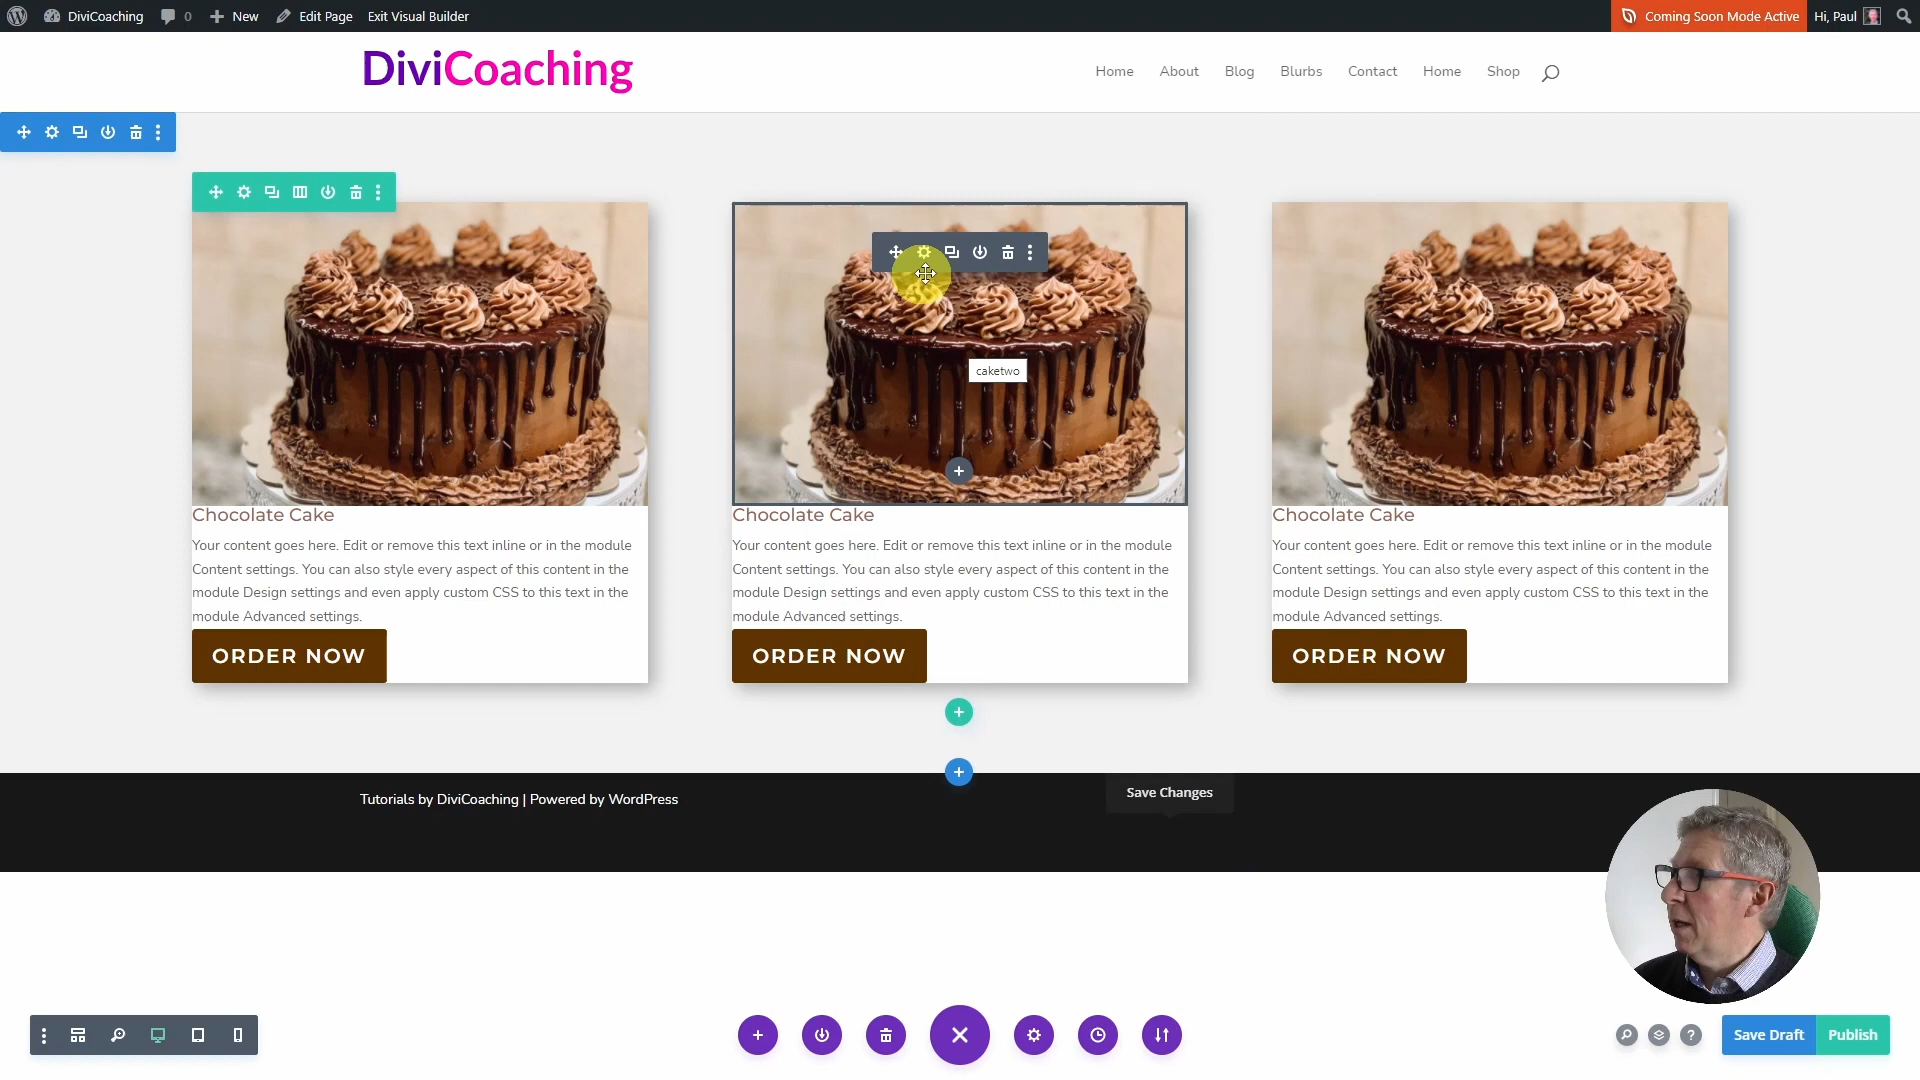 DiviCoaching 0 New Edit Page Exit Visual Builder Coming Soon Mode Active Hi, Paul
DiviCoaching
Home About Blog Blurbs Contact Home Shop
caketwo
Chocolate Cake
Your content goes here. Edit or remove this text inline or in the module
Content settings. You can also style every aspect of this content in the
module Design settings and even apply custom CSS to this text in the
module Advanced settings.
ORDER NOW
Chocolate Cake
Your content goes here. Edit or remove this text inline or in the module
Content settings. You can also style every aspect of this content in the
module Design settings and even apply custom CSS to this text in the
module Advanced settings.
ORDER NOW
Chocolate Cake
Your content goes here. Edit or remove this text inline or in the module
Content settings. You can also style every aspect of this content in the
module Design settings and even apply custom CSS to this text in the
module Advanced settings.
ORDER NOW
Tutorials by DiviCoaching | Powered by WordPress
Save Changes
Save Draft Publish